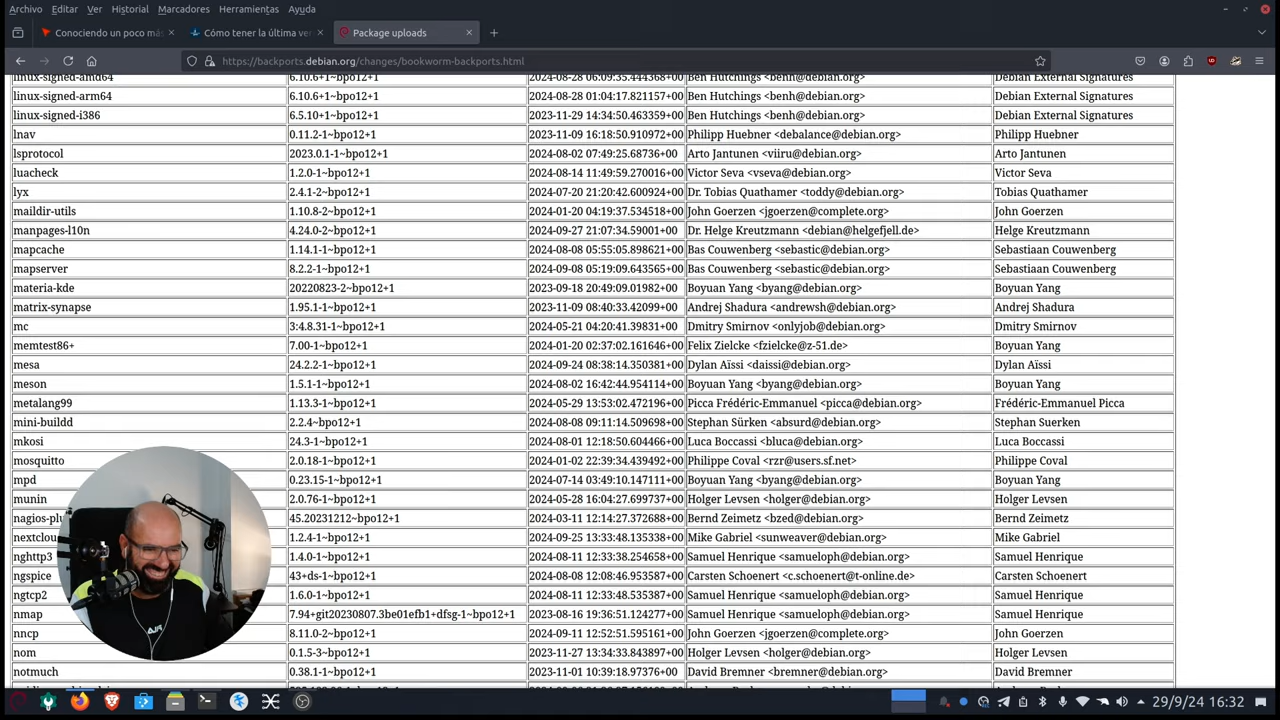 Archivo Editar Ver Historial Marcadores Herramientas Ayuda
Conociendo un poco más
Cómo tener la última ver
Package uploads
https://backports.debian.org/changes/bookworm-backports.html
linux-signed-amd64 6.10.6+1~bpo12+1 2024-08-28 06:09:35.444368+00 Ben Hutchings <benh@debian.org> Debian External Signatures
linux-signed-arm64 6.10.6+1~bpo12+1 2024-08-28 01:04:17.821157+00 Ben Hutchings <benh@debian.org> Debian External Signatures
linux-signed-i386 6.5.10+1~bpo12+1 2023-11-29 14:34:50.463359+00 Ben Hutchings <benh@debian.org> Debian External Signatures
lnav 0.11.2-1~bpo12+1 2023-11-09 16:18:50.910972+00 Philipp Huebner <debalance@debian.org> Philipp Huebner
lsprotocol 2023.0.1-1~bpo12+1 2024-08-02 07:49:25.68736+00 Arto Jantunen <viiru@debian.org> Arto Jantunen
luacheck 1.2.0-1~bpo12+1 2024-08-14 11:49:59.270016+00 Victor Seva <vseva@debian.org> Victor Seva
lyx 2.4.1-2~bpo12+1 2024-07-20 21:20:42.600924+00 Dr. Tobias Quathamer <toddy@debian.org> Tobias Quathamer
maildir-utils 1.10.8-2~bpo12+1 2024-01-20 04:19:37.534518+00 John Goerzen <jgoerzen@complete.org> John Goerzen
manpages-l10n 4.24.0-2~bpo12+1 2024-09-27 21:07:34.59001+00 Dr. Helge Kreutzmann <debian@helgefjell.de> Helge Kreutzmann
mapcache 1.14.1-1~bpo12+1 2024-08-08 05:55:05.898621+00 Bas Couwenberg <sebastic@debian.org> Sebastiaan Couwenberg
mapserver 8.2.2-1~bpo12+1 2024-09-08 05:19:09.643565+00 Bas Couwenberg <sebastic@debian.org> Sebastiaan Couwenberg
materia-kde 20220823-2~bpo12+1 2023-09-18 20:49:09.01982+00 Boyuan Yang <byang@debian.org> Boyuan Yang
matrix-synapse 1.95.1-1~bpo12+1 2023-11-09 08:40:33.42099+00 Andrej Shadura <andrewsh@debian.org> Andrej Shadura
mc 3:4.8.31-1~bpo12+1 2024-05-21 04:20:41.39831+00 Dmitry Smirnov <onlyjob@debian.org> Dmitry Smirnov
memtest86+ 7.00-1~bpo12+1 2024-01-20 02:37:02.161646+00 Felix Zielcke <fzielcke@z-51.de> Boyuan Yang
mesa 24.2.2-1~bpo12+1 2024-09-24 08:38:14.350381+00 Dylan Aïssi <daissi@debian.org> Dylan Aïssi
meson 1.5.1-1~bpo12+1 2024-08-02 16:42:44.954114+00 Boyuan Yang <byang@debian.org> Boyuan Yang
metalang99 1.13.3-1~bpo12+1 2024-05-29 13:53:02.472196+00 Picca Frédéric-Emmanuel <picca@debian.org> Frédéric-Emmanuel Picca
mini-buildd 2.2.4~bpo12+1 2024-08-08 09:11:14.509698+00 Stephan Sürken <absurd@debian.org> Stephan Suerken
mkosi 24.3-1~bpo12+1 2024-08-01 12:18:50.604466+00 Luca Boccassi <bluca@debian.org> Luca Boccassi
mosquitto 2.0.18-1~bpo12+1 2024-01-02 22:39:34.439492+00 Philippe Coval <rzr@users.sf.net> Philippe Coval
mpd 0.23.15-1~bpo12+1 2024-07-14 03:49:10.147111+00 Boyuan Yang <byang@debian.org> Boyuan Yang
munin 2.0.76-1~bpo12+1 2024-05-28 16:04:27.699737+00 Holger Levsen <holger@debian.org> Holger Levsen
nagios-plu 45.20231212~bpo12+1 2024-03-11 12:14:27.372688+00 Bernd Zeimetz <bzed@debian.org> Bernd Zeimetz
nextclou 1.2.4-1~bpo12+1 2024-09-25 13:33:48.135538+00 Mike Gabriel <sunweaver@debian.org> Mike Gabriel
nghttp3 1.4.0-1~bpo12+1 2024-08-11 12:33:38.254658+00 Samuel Henrique <samueloph@debian.org> Samuel Henrique
ngspice 43+ds-1~bpo12+1 2024-08-08 12:08:46.953587+00 Carsten Schoenert <c.schoenert@t-online.de> Carsten Schoenert
ngtcp2 1.6.0-1~bpo12+1 2024-08-11 12:33:48.535387+00 Samuel Henrique <samueloph@debian.org> Samuel Henrique
nmap 7.94+git20230807.3be01efb1+dfsg-1~bpo12+1 2023-08-16 19:36:51.124277+00 Samuel Henrique <samueloph@debian.org> Samuel Henrique
nncp 8.11.0-2~bpo12+1 2024-09-11 12:52:51.595161+00 John Goerzen <jgoerzen@complete.org> John Goerzen
nom 0.1.5-3~bpo12+1 2023-11-27 13:34:33.843897+00 Holger Levsen <holger@debian.org> Holger Levsen
notmuch 0.38.1-1~bpo12+1 2023-11-01 10:39:18.97376+00 David Bremner <bremner@debian.org> David Bremner
29/9/24 16:32